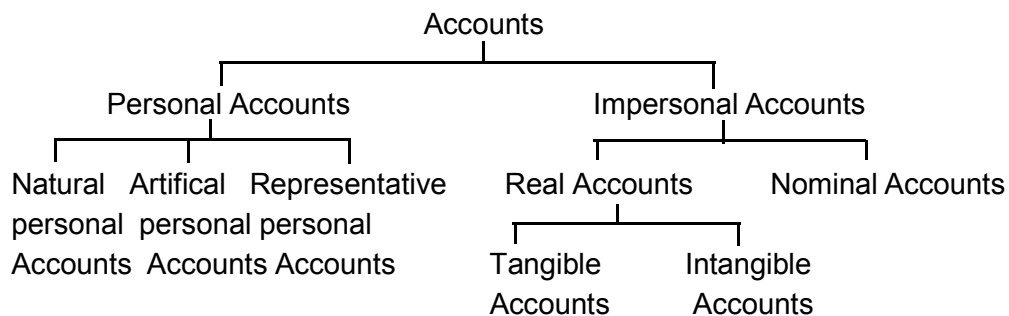 Accounts
Personal Accounts Impersonal Accounts
Natural Artifical Representative Real Accounts Nominal Accounts
personal personal personal
Accounts Accounts Accounts Tangible Intangible
Accounts Accounts